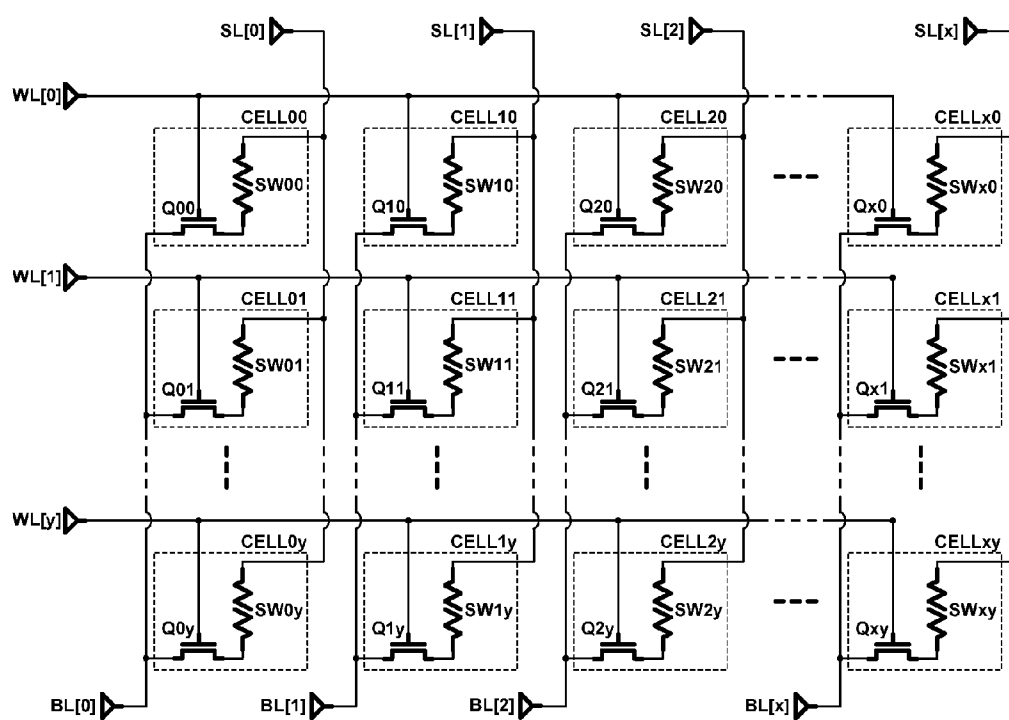 SL[0] SL[1] SL[2] SL[x]
WL[0]
CELL00 CELL10 CELL20 CELLx0
SW00 SW10 SW20 SWx0
Q00 Q10 Q20 Qx0
WL[1]
CELL01 CELL11 CELL21 CELLx1
SW01 SW11 SW21 SWx1
Q01 Q11 Q21 Qx1
WL[y]
CELL0y CELL1y CELL2y CELLxy
SW0y SW1y SW2y SWxy
Q0y Q1y Q2y Qxy
BL[0] BL[1] BL[2] BL[x]